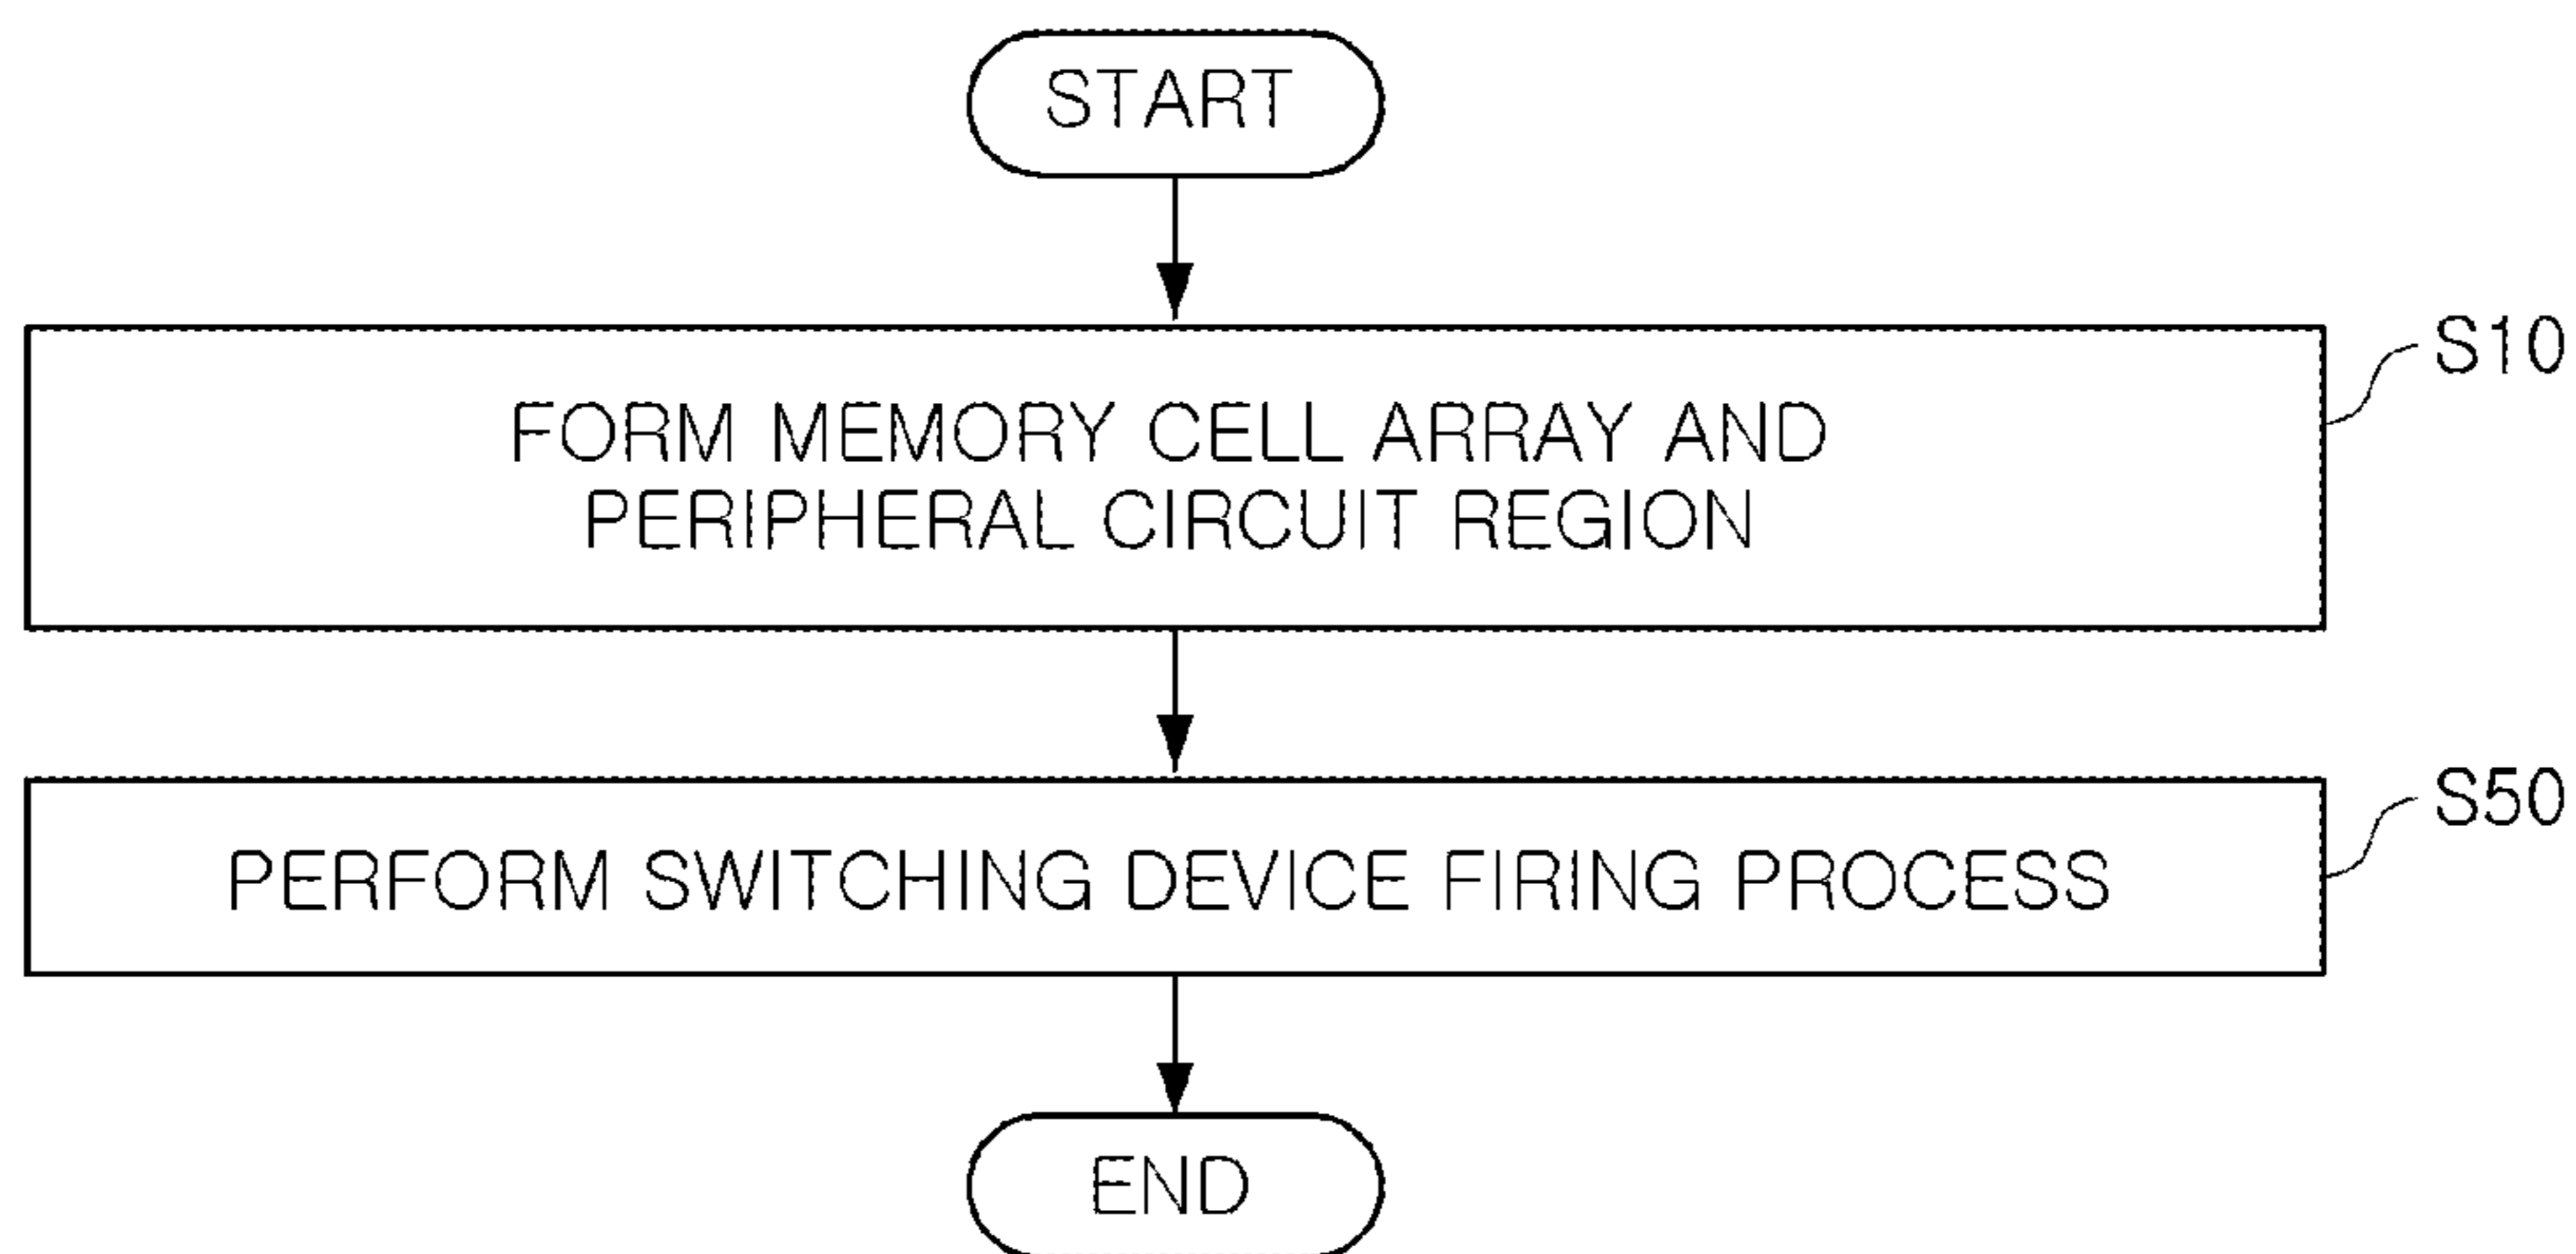 START
S10
FORM MEMORY CELL ARRAY AND
PERIPHERAL CIRCUIT REGION
S50
PERFORM SWITCHING DEVICE FIRING PROCESS
END